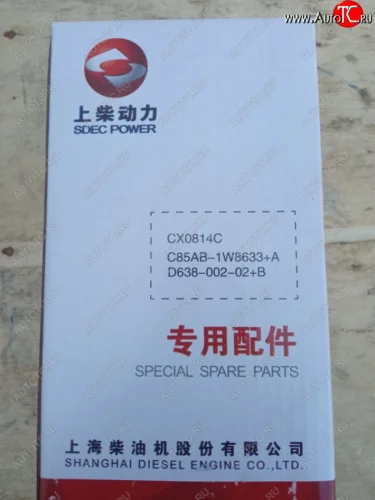 www.AutoTC.ru
上柴动力
SDEC POWER
CX0814C
C85AB-1W8633+A
D638-002-02+B
专用配件
SPECIAL SPARE PARTS
上海柴油机股份有限公司
SHANGHAI DIESEL ENGINE CO.,LTD.